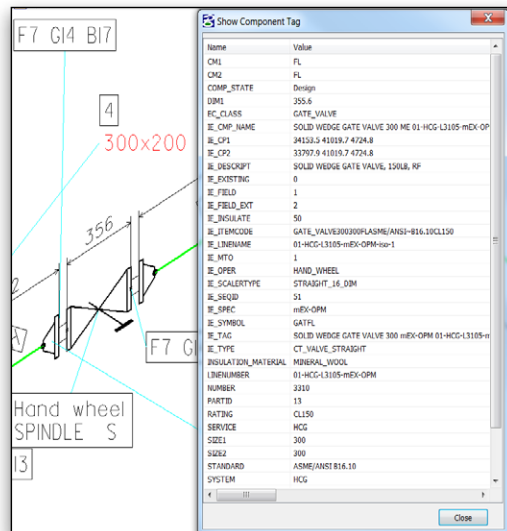 F7 G14 B17
4
300x200
356
2
F7 G
Hand wheel
SPINDLE S
13
Show Component Tag
Name Value
CM1 FL
CM2 FL
COMP_STATE Design
DIM1 355.6
EC_CLASS GATE_VALVE
IE_CMP_NAME SOLID WEDGE GATE VALVE 300 ME 01-HCG-L3105-mEX-OP
IE_CP1 34153.5 41019.7 4724.8
IE_CP2 33797.9 41019.7 4724.8
IE_DESCRIPT SOLID WEDGE GATE VALVE, 150LB, RF
IE_EXISTING 0
IE_FIELD 1
IE_FIELD_EXT 2
IE_INSULATE 50
IE_ITEMCODE GATE_VALVE300300FLASME/ANSI~B16.10CL150
IE_LINENAME 01-HCG-L3105-mEX-OPM-iso-1
IE_MTO 1
IE_OPER HAND_WHEEL
IE_SCALERTYPE STRAIGHT_16_DIM
IE_SEQID 51
IE_SPEC mEX-OPM
IE_SYMBOL GATFL
IE_TAG SOLID WEDGE GATE VALVE 300 mEX-OPM 01-HCG-L3105-m
IE_TYPE CT_VALVE_STRAIGHT
INSULATION_MATERIAL MINERAL_WOOL
LINENUMBER 01-HCG-L3105-mEX-OPM
NUMBER 3310
PARTID 13
RATING CL150
SERVICE HCG
SIZE1 300
SIZE2 300
STANDARD ASME/ANSI B16.10
SYSTEM HCG
Close